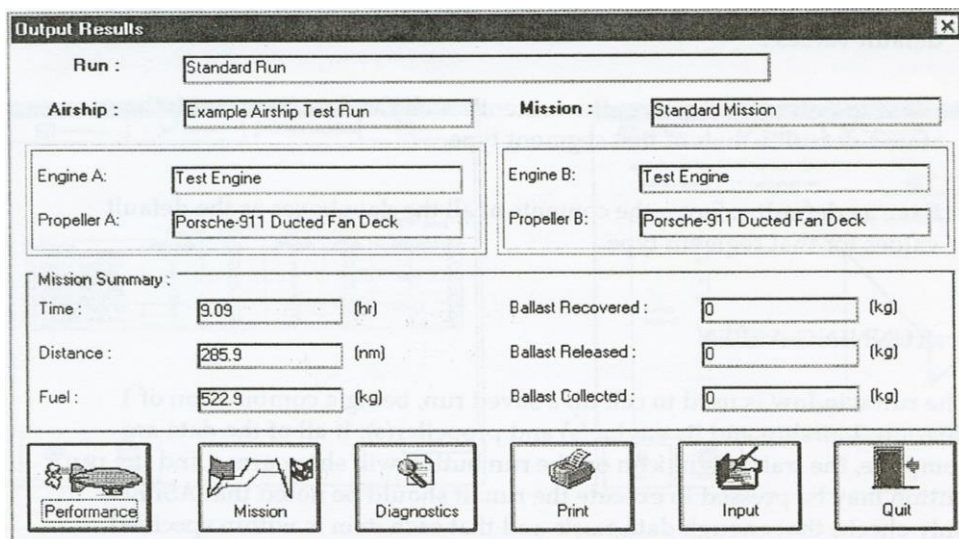 Output Results
Run : Standard Run
Airship : Example Airship Test Run Mission : Standard Mission
Engine A: Test Engine
Propeller A: Porsche-911 Ducted Fan Deck
Engine B: Test Engine
Propeller B: Porsche-911 Ducted Fan Deck
Mission Summary :
Time : 9.09 (hr) Ballast Recovered : 0 (kg)
Distance : 285.9 (nm) Ballast Released : 0 (kg)
Fuel : 522.9 (kg) Ballast Collected : 0 (kg)
Performance Mission Diagnostics Print Input Quit